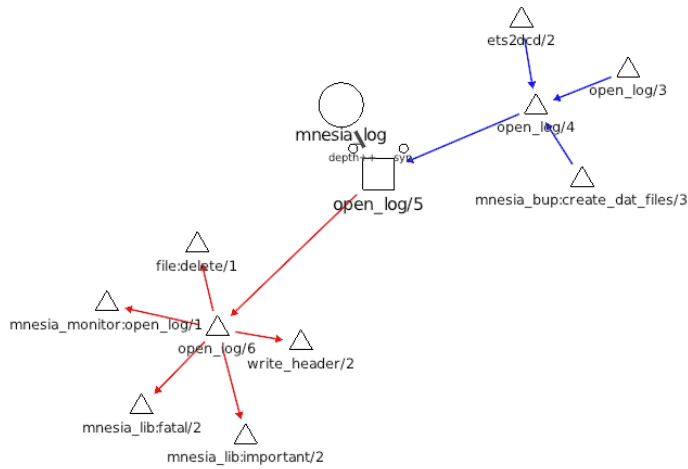 ets2dcd/2
open_log/3
open_log/4
mnesia_log
depth++ syn
mnesia_bup:create_dat_files/3
open_log/5
file:delete/1
mnesia_monitor:open_log/1
open_log/6
write_header/2
mnesia_lib:fatal/2
mnesia_lib:important/2